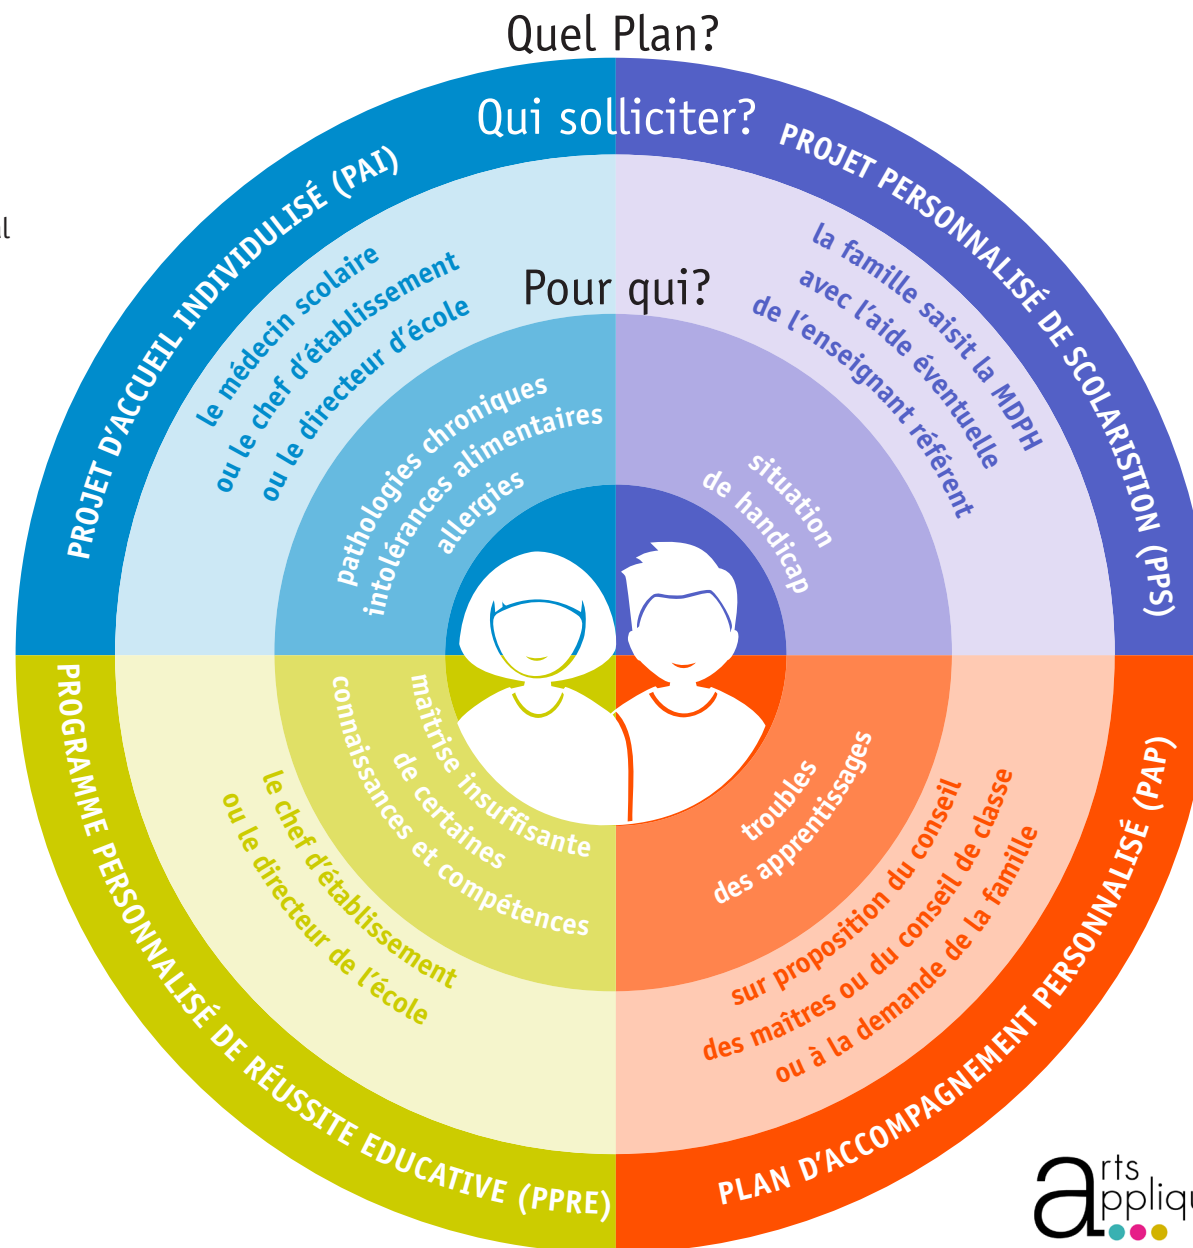 Quel Plan?
Qui solliciter?
Pour qui?
PROJET D'ACCUEIL INDIVIDULISÉ (PAI)
le médecin scolaire
ou le chef d'établissement
ou le directeur d'école
pathologies chroniques
intolérances alimentaires
allergies
PROJET PERSONNALISÉ DE SCOLARISTION (PPS)
la famille saisit la MDPH
avec l'aide éventuelle
de l'enseignant référent
situation
de handicap
PROGRAMME PERSONNALISÉ DE RÉUSSITE EDUCATIVE (PPRE)
le chef d'établissement
ou le directeur de l'école
maîtrise insuffisante
de certaines
connaissances et compétences
PLAN D'ACCOMPAGNEMENT PERSONNALISÉ (PAP)
sur proposition du conseil
des maîtres ou du conseil de classe
ou à la demande de la famille
troubles
des apprentissages
arts